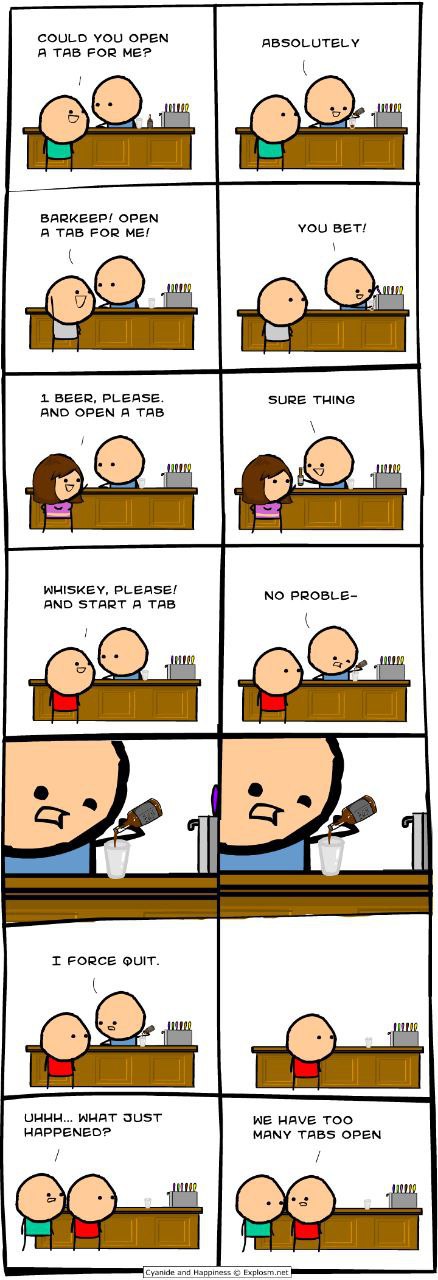 COULD YOU OPEN
A TAB FOR ME?
ABSOLUTELY
BARKEEP! OPEN
A TAB FOR ME!
YOU BET!
1 BEER, PLEASE.
AND OPEN A TAB
SURE THING
WHISKEY, PLEASE!
AND START A TAB
NO PROBLE-
I FORCE QUIT.
UHHH... WHAT JUST
HAPPENED?
WE HAVE TOO
MANY TABS OPEN
Cyanide and Happiness © Explosm.net